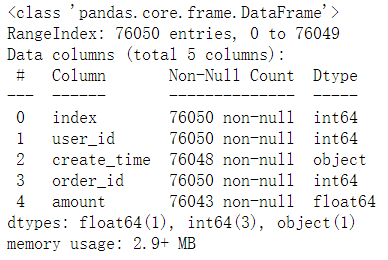 <class 'pandas.core.frame.DataFrame'>
RangeIndex: 76050 entries, 0 to 76049
Data columns (total 5 columns):
 #   Column       Non-Null Count  Dtype
---  ------       --------------  -----
 0   index        76050 non-null  int64
 1   user_id      76050 non-null  int64
 2   create_time  76048 non-null  object
 3   order_id     76050 non-null  int64
 4   amount       76043 non-null  float64
dtypes: float64(1), int64(3), object(1)
memory usage: 2.9+ MB